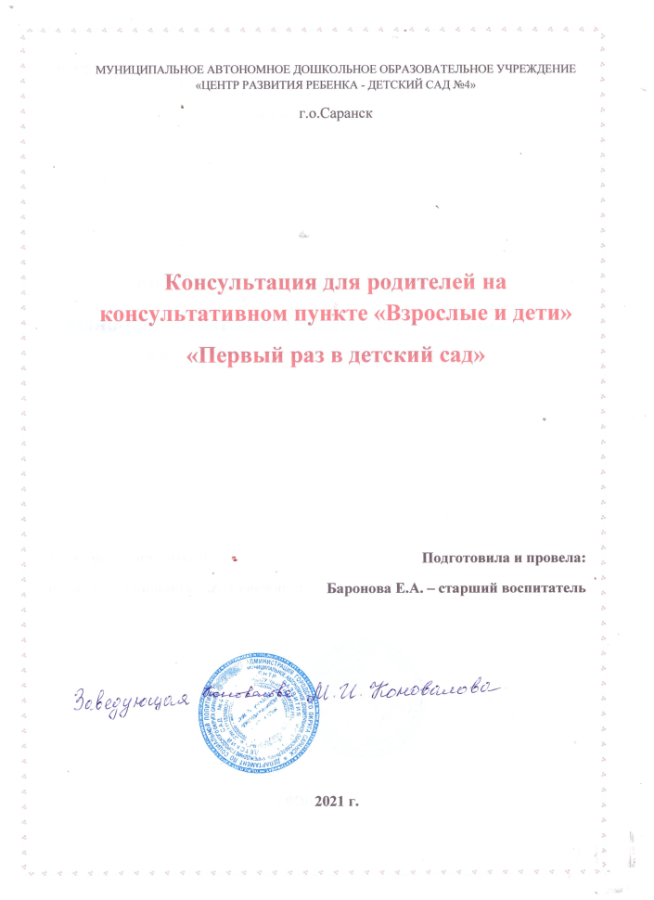 МУНИЦИПАЛЬНОЕ АВТОНОМНОЕ ДОШКОЛЬНОЕ ОБРАЗОВАТЕЛЬНОЕ УЧРЕЖДЕНИЕ
«ЦЕНТР РАЗВИТИЯ РЕБЕНКА - ДЕТСКИЙ САД №4»
г.о.Саранск
Консультация для родителей на
консультативном пункте «Взрослые и дети»
«Первый раз в детский сад»
Подготовила и провела:
Баронова Е.А. – старший воспитатель
Заведующая Коновалова М.И. Коновалова
2021 г.